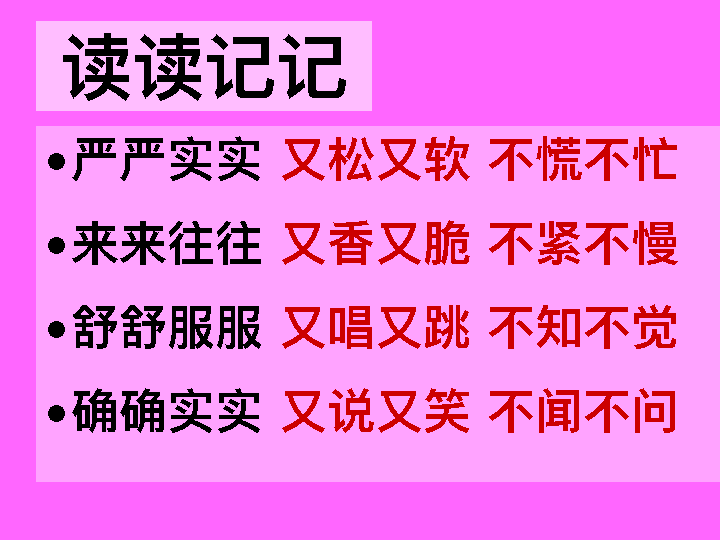 读读记记
•严严实实 又松又软 不慌不忙
•来来往往 又香又脆 不紧不慢
•舒舒服服 又唱又跳 不知不觉
•确确实实 又说又笑 不闻不问